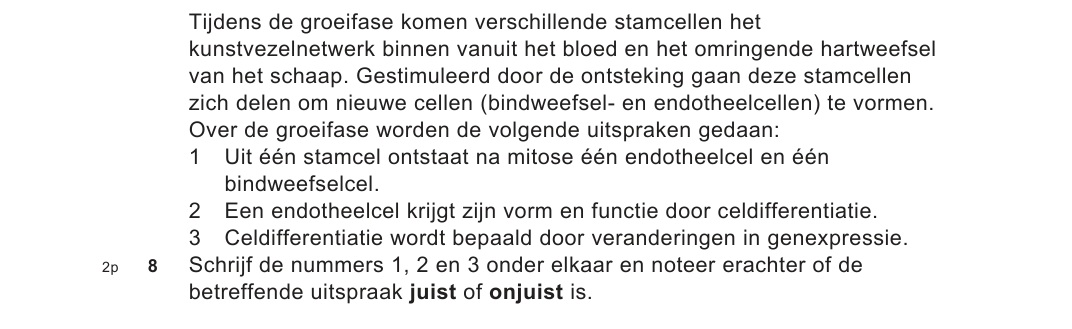 Tijdens de groeifase komen verschillende stamcellen het
kunstvezelnetwerk binnen vanuit het bloed en het omringende hartweefsel
van het schaap. Gestimuleerd door de ontsteking gaan deze stamcellen
zich delen om nieuwe cellen (bindweefsel- en endotheelcellen) te vormen.
Over de groeifase worden de volgende uitspraken gedaan:
1 Uit één stamcel ontstaat na mitose één endotheelcel en één
bindweefselcel.
2 Een endotheelcel krijgt zijn vorm en functie door celdifferentiatie.
3 Celdifferentiatie wordt bepaald door veranderingen in genexpressie.
2p 8 Schrijf de nummers 1, 2 en 3 onder elkaar en noteer erachter of de
betreffende uitspraak juist of onjuist is.